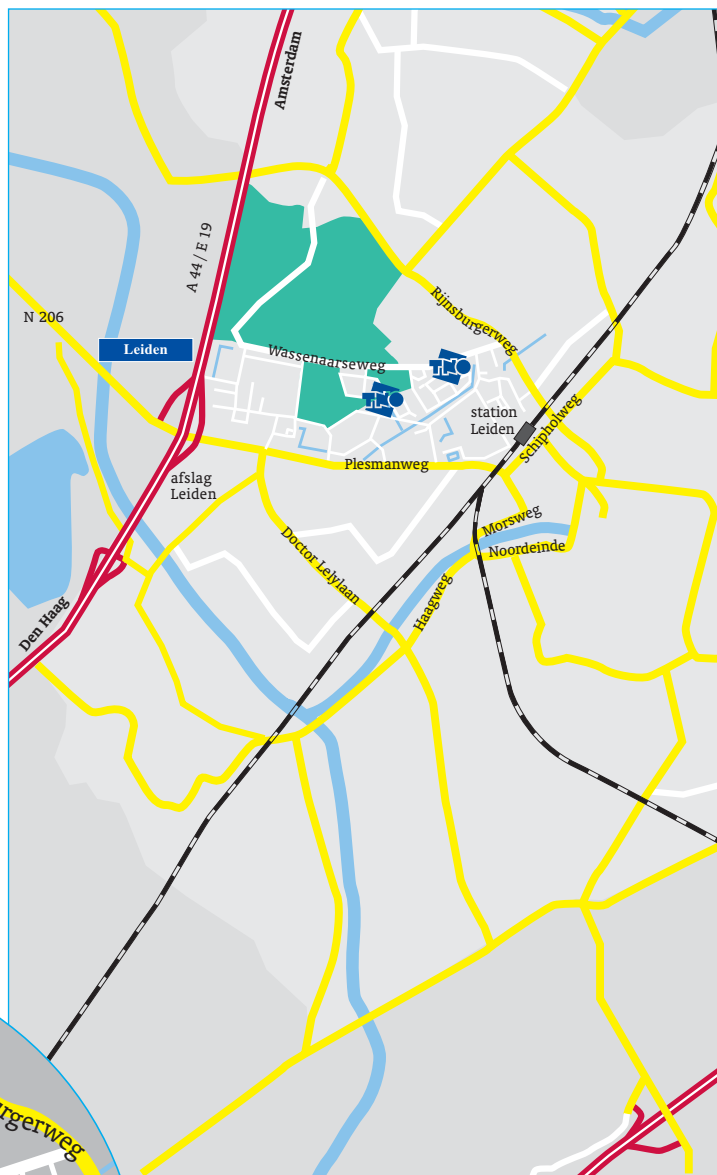 Amsterdam
A 44 / E 19
N 206
Leiden
Rijnsburgerweg
Wassenaarseweg
TNO
TNO
station
Leiden
Schipholweg
Plesmanweg
afslag
Leiden
Morsweg
Noordeinde
Doctor Lelylaan
Haagweg
Den Haag
urgerweg